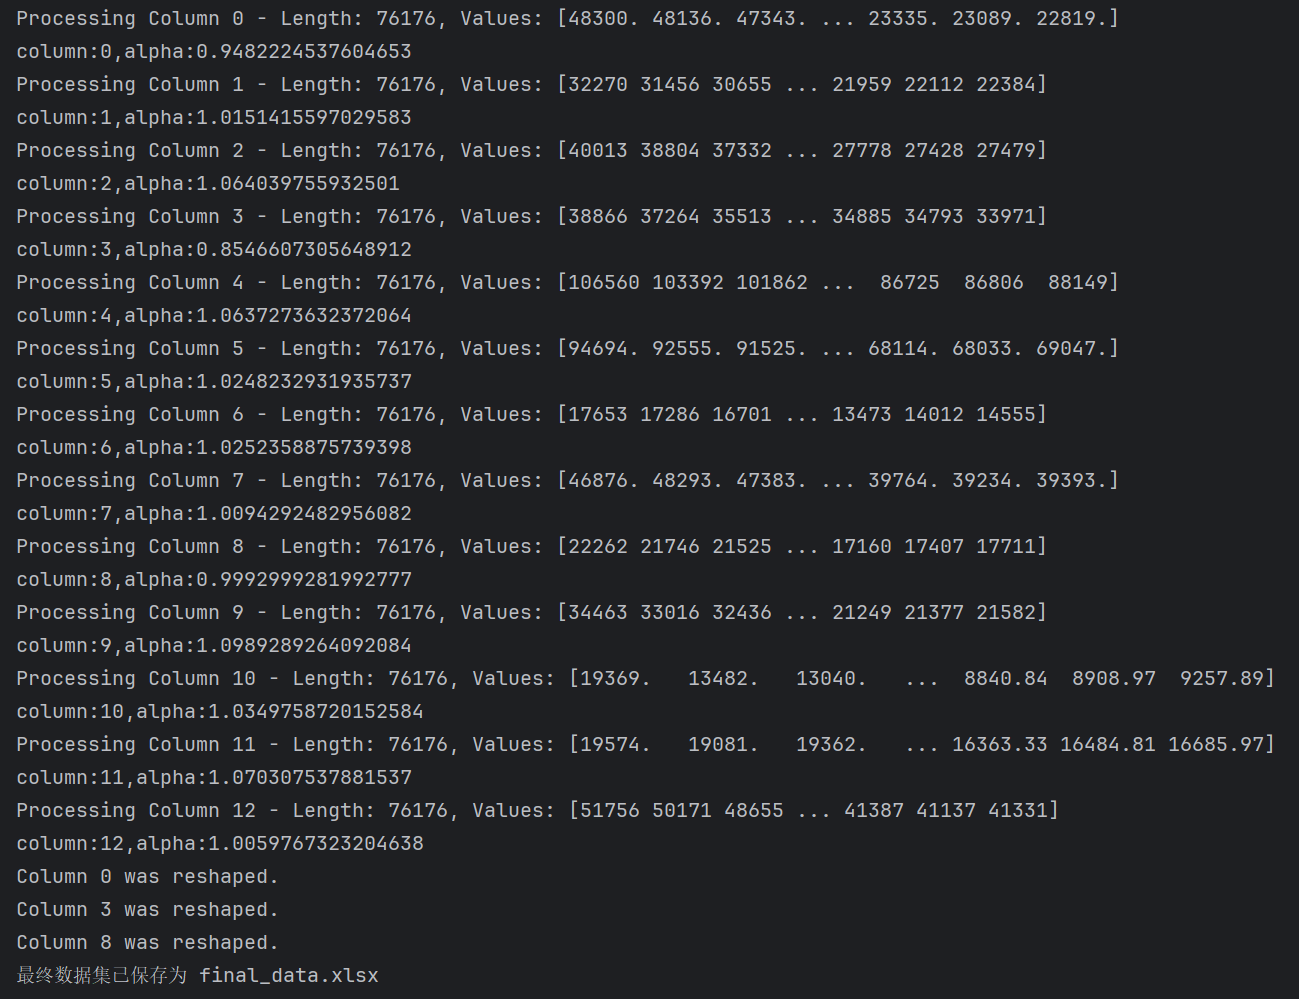 Processing Column 0 - Length: 76176, Values: [48300. 48136. 47343. ... 23335. 23089. 22819.]
column:0,alpha:0.9482224537604653
Processing Column 1 - Length: 76176, Values: [32270 31456 30655 ... 21959 22112 22384]
column:1,alpha:1.0151415597029583
Processing Column 2 - Length: 76176, Values: [40013 38804 37332 ... 27778 27428 27479]
column:2,alpha:1.064039755932501
Processing Column 3 - Length: 76176, Values: [38866 37264 35513 ... 34885 34793 33971]
column:3,alpha:0.8546607305648912
Processing Column 4 - Length: 76176, Values: [106560 103392 101862 ...  86725  86806  88149]
column:4,alpha:1.0637273632372064
Processing Column 5 - Length: 76176, Values: [94694. 92555. 91525. ... 68114. 68033. 69047.]
column:5,alpha:1.0248232931935737
Processing Column 6 - Length: 76176, Values: [17653 17286 16701 ... 13473 14012 14555]
column:6,alpha:1.0252358875739398
Processing Column 7 - Length: 76176, Values: [46876. 48293. 47383. ... 39764. 39234. 39393.]
column:7,alpha:1.0094292482956082
Processing Column 8 - Length: 76176, Values: [22262 21746 21525 ... 17160 17407 17711]
column:8,alpha:0.9992999281992777
Processing Column 9 - Length: 76176, Values: [34463 33016 32436 ... 21249 21377 21582]
column:9,alpha:1.0989289264092084
Processing Column 10 - Length: 76176, Values: [19369.   13482.   13040.   ...  8840.84  8908.97  9257.89]
column:10,alpha:1.0349758720152584
Processing Column 11 - Length: 76176, Values: [19574.   19081.   19362.   ... 16363.33 16484.81 16685.97]
column:11,alpha:1.070307537881537
Processing Column 12 - Length: 76176, Values: [51756 50171 48655 ... 41387 41137 41331]
column:12,alpha:1.0059767323204638
Column 0 was reshaped.
Column 3 was reshaped.
Column 8 was reshaped.
最终数据集已保存为 final_data.xlsx